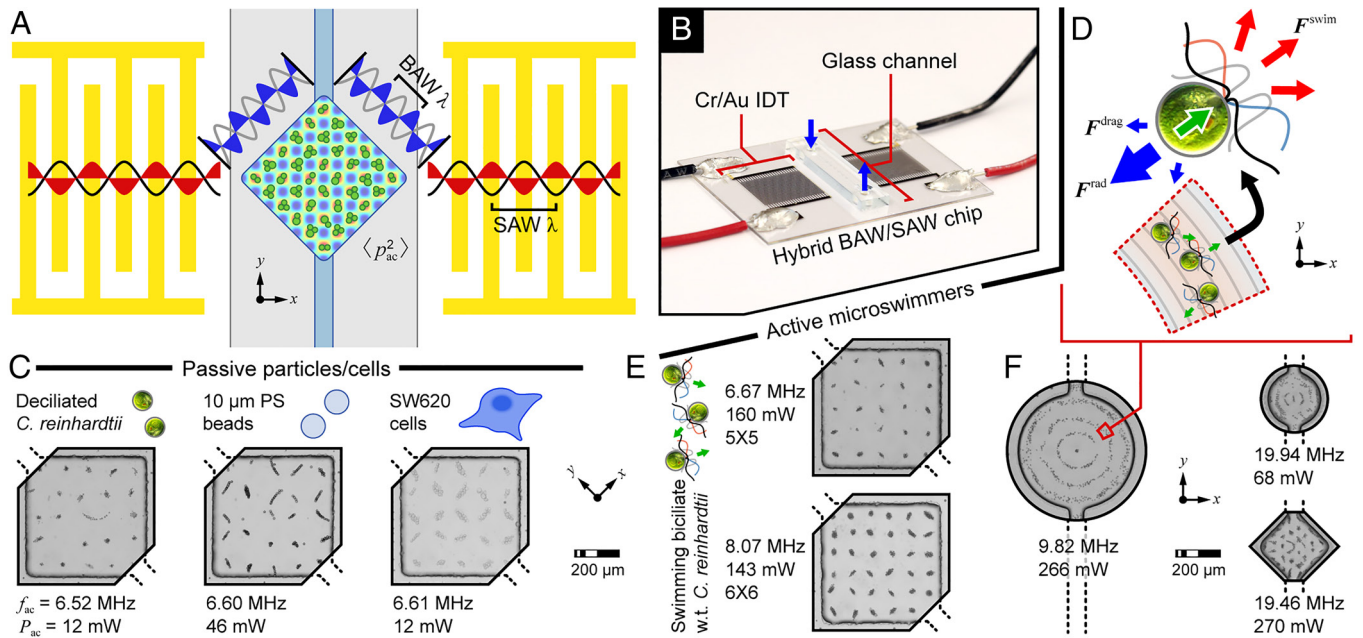 A
BAW λ
SAW λ
⟨p²ac⟩
y
x
B
Glass channel
Cr/Au IDT
Hybrid BAW/SAW chip
Active microswimmers
D
Fswim
Fdrag
Frad
y
x
C
Passive particles/cells
Deciliated
C. reinhardtii
10 µm PS
beads
SW620
cells
y
x
200 µm
fac = 6.52 MHz
Pac = 12 mW
6.60 MHz
46 mW
6.61 MHz
12 mW
E
Swimming biciliate
w.t. C. reinhardtii
6.67 MHz
160 mW
5X5
8.07 MHz
143 mW
6X6
F
y
x
9.82 MHz
266 mW
200 µm
19.94 MHz
68 mW
19.46 MHz
270 mW